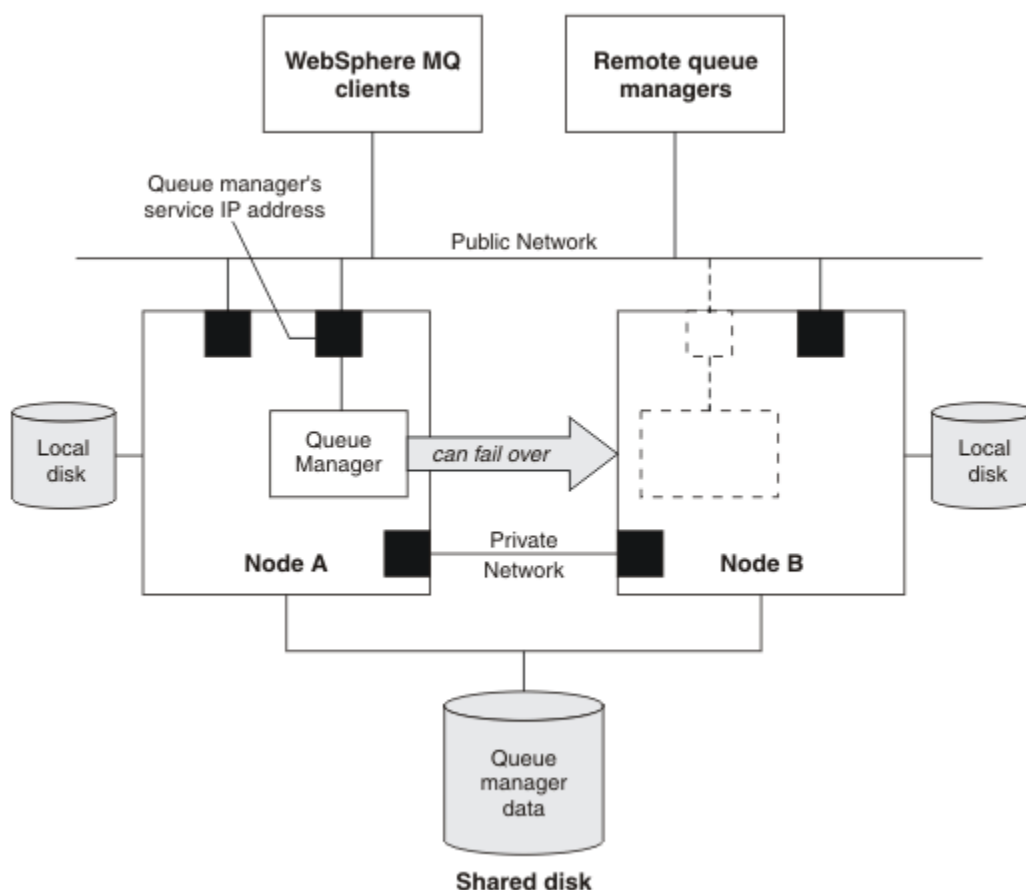 WebSphere MQ
clients
Remote queue
managers
Queue manager's
service IP address
Public Network
Local
disk
Queue
Manager
can fail over
Local
disk
Private
Network
Node A
Node B
Queue
manager
data
Shared disk